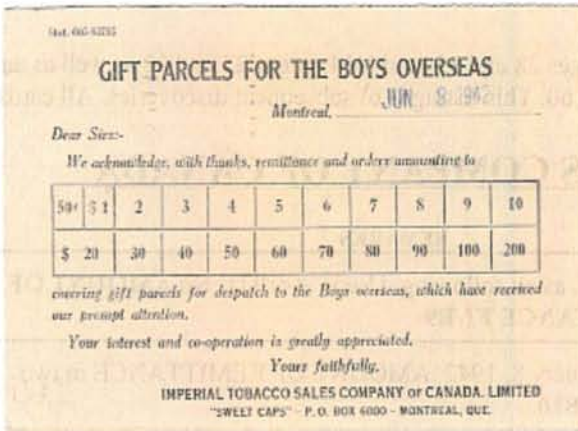 GIFT PARCELS FOR THE BOYS OVERSEAS
Montreal, JUN 8 194
Dear Sirs:-
We acknowledge, with thanks, remittance and orders amounting to
50¢ $1 2 3 4 5 6 7 8 9 10
$ 20 30 40 50 60 70 80 90 100 200
covering gift parcels for despatch to the Boys overseas, which have received
our prompt attention.
Your interest and co-operation is greatly appreciated.
Yours faithfully,
IMPERIAL TOBACCO SALES COMPANY OF CANADA, LIMITED
"SWEET CAPS" - P.O. BOX 6000 - MONTREAL, QUE.